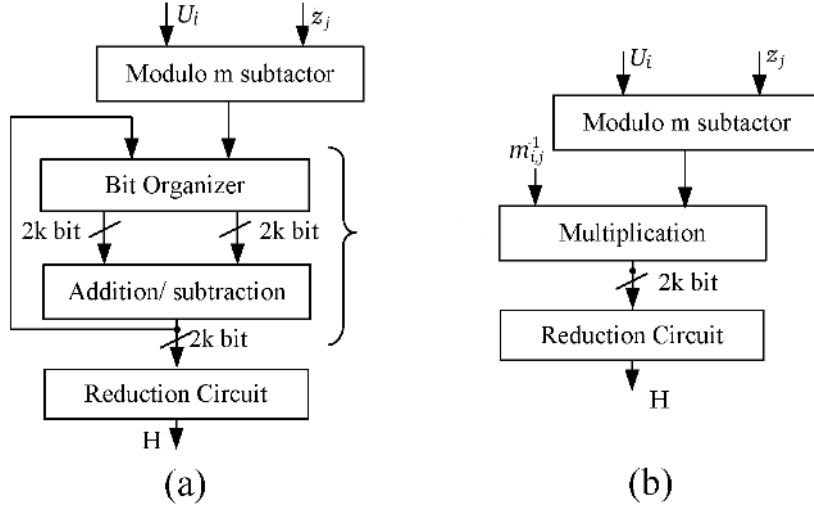 U_i z_j
Modulo m subtactor
Bit Organizer
2k bit 2k bit
Addition/ subtraction
2k bit
Reduction Circuit
H
(a)
U_i z_j
Modulo m subtactor
m_{i,j}^{-1}
Multiplication
2k bit
Reduction Circuit
H
(b)